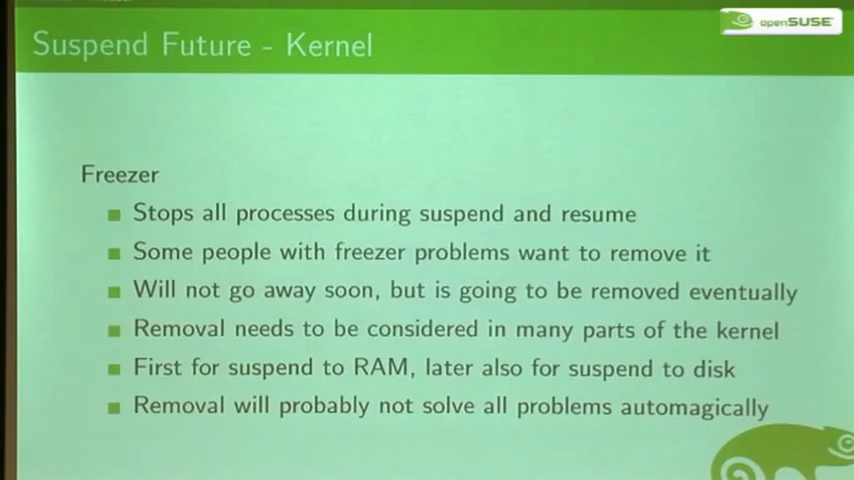 openSUSE
Suspend Future - Kernel
Freezer
Stops all processes during suspend and resume
Some people with freezer problems want to remove it
Will not go away soon, but is going to be removed eventually
Removal needs to be considered in many parts of the kernel
First for suspend to RAM, later also for suspend to disk
Removal will probably not solve all problems automagically